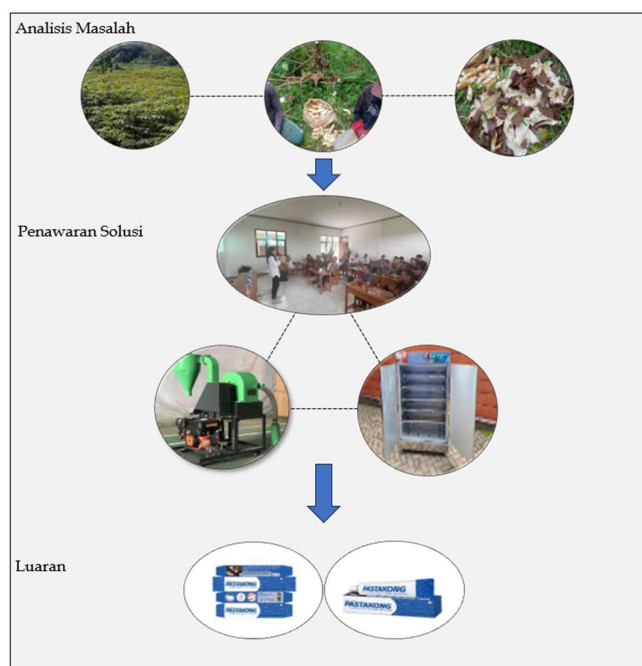 Analisis Masalah
Penawaran Solusi
Luaran
PASTAKONG
PASTAKONG
PASTAKONG
PASTAKONG